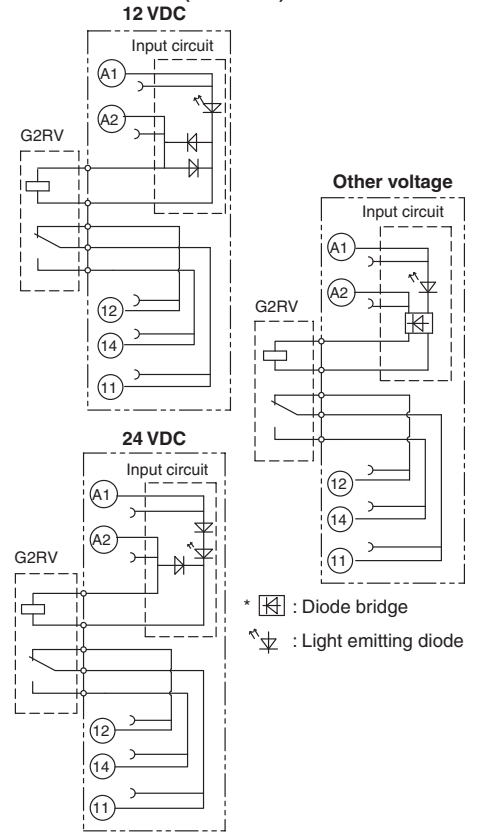 12 VDC
Input circuit
A1
A2
G2RV
12
14
11
Other voltage
Input circuit
A1
A2
G2RV
12
14
11
24 VDC
Input circuit
A1
A2
G2RV
12
14
11
* : Diode bridge
: Light emitting diode